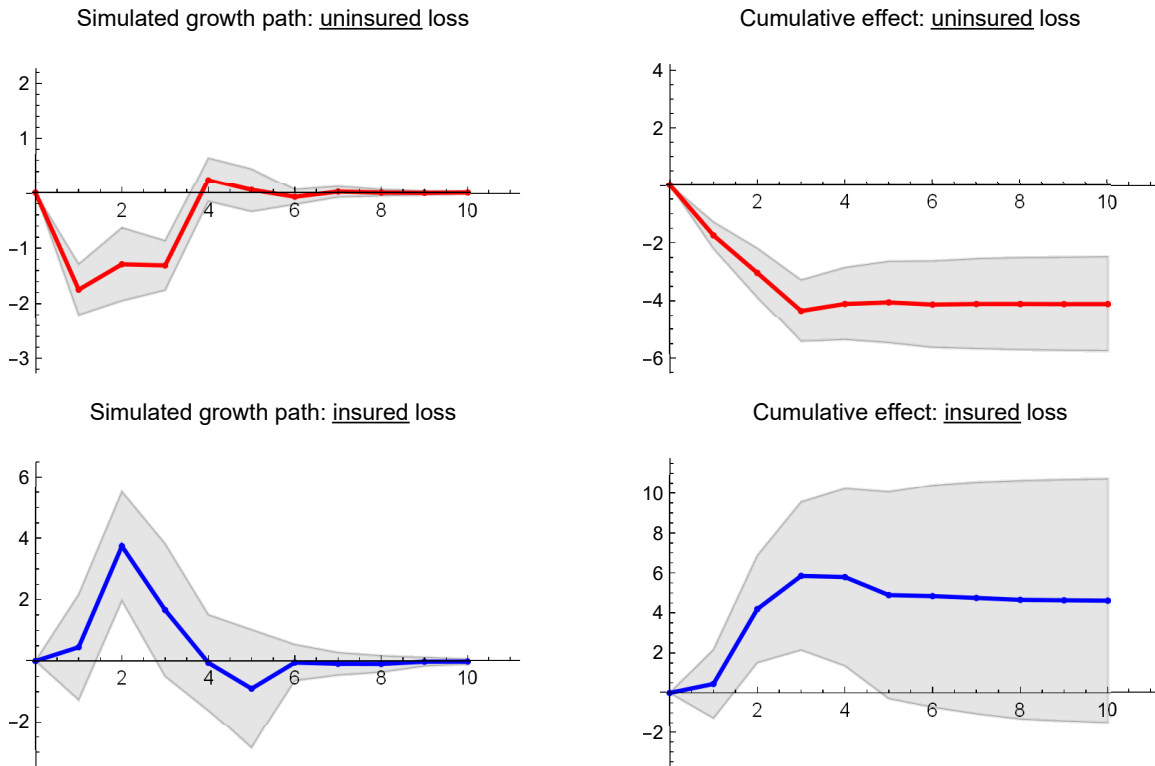 Simulated growth path: uninsured loss
Cumulative effect: uninsured loss
2
1
2 4 6 8 10
−1
−2
−3
4
2
2 4 6 8 10
−2
−4
−6
Simulated growth path: insured loss
Cumulative effect: insured loss
6
4
2
2 4 6 8 10
−2
10
8
6
4
2
2 4 6 8 10
−2